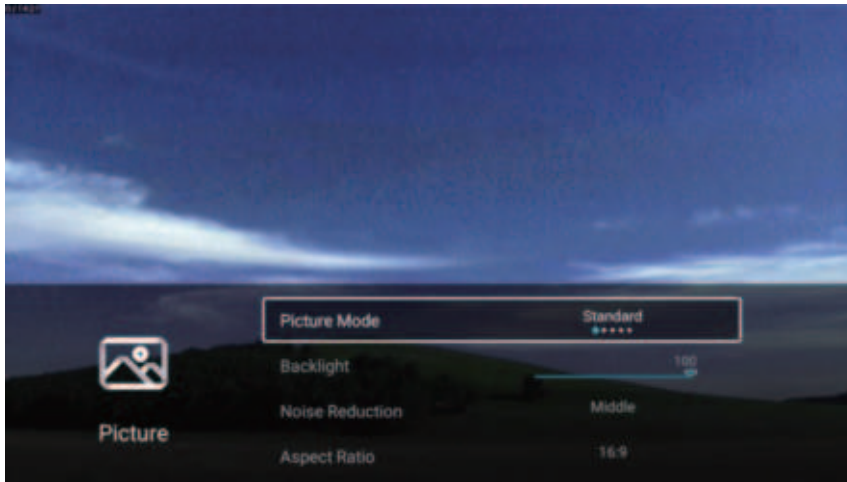 Picture Mode Standard
Backlight 100
Noise Reduction Middle
Picture
Aspect Ratio 16:9